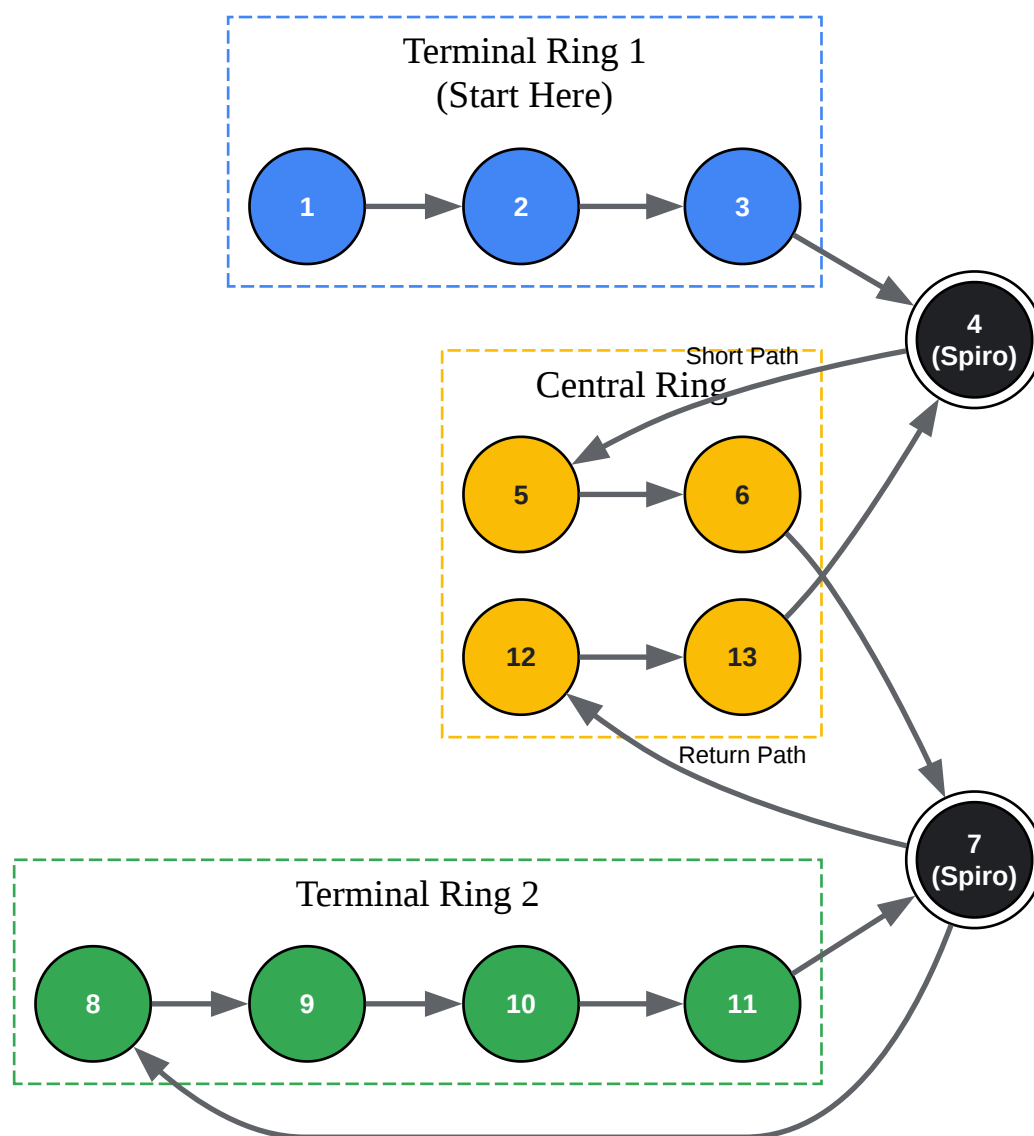 Terminal Ring 1
(Start Here)
1
2
3
4
(Spiro)
Short Path
Central Ring
5
6
12
13
Return Path
7
(Spiro)
Terminal Ring 2
8
9
10
11